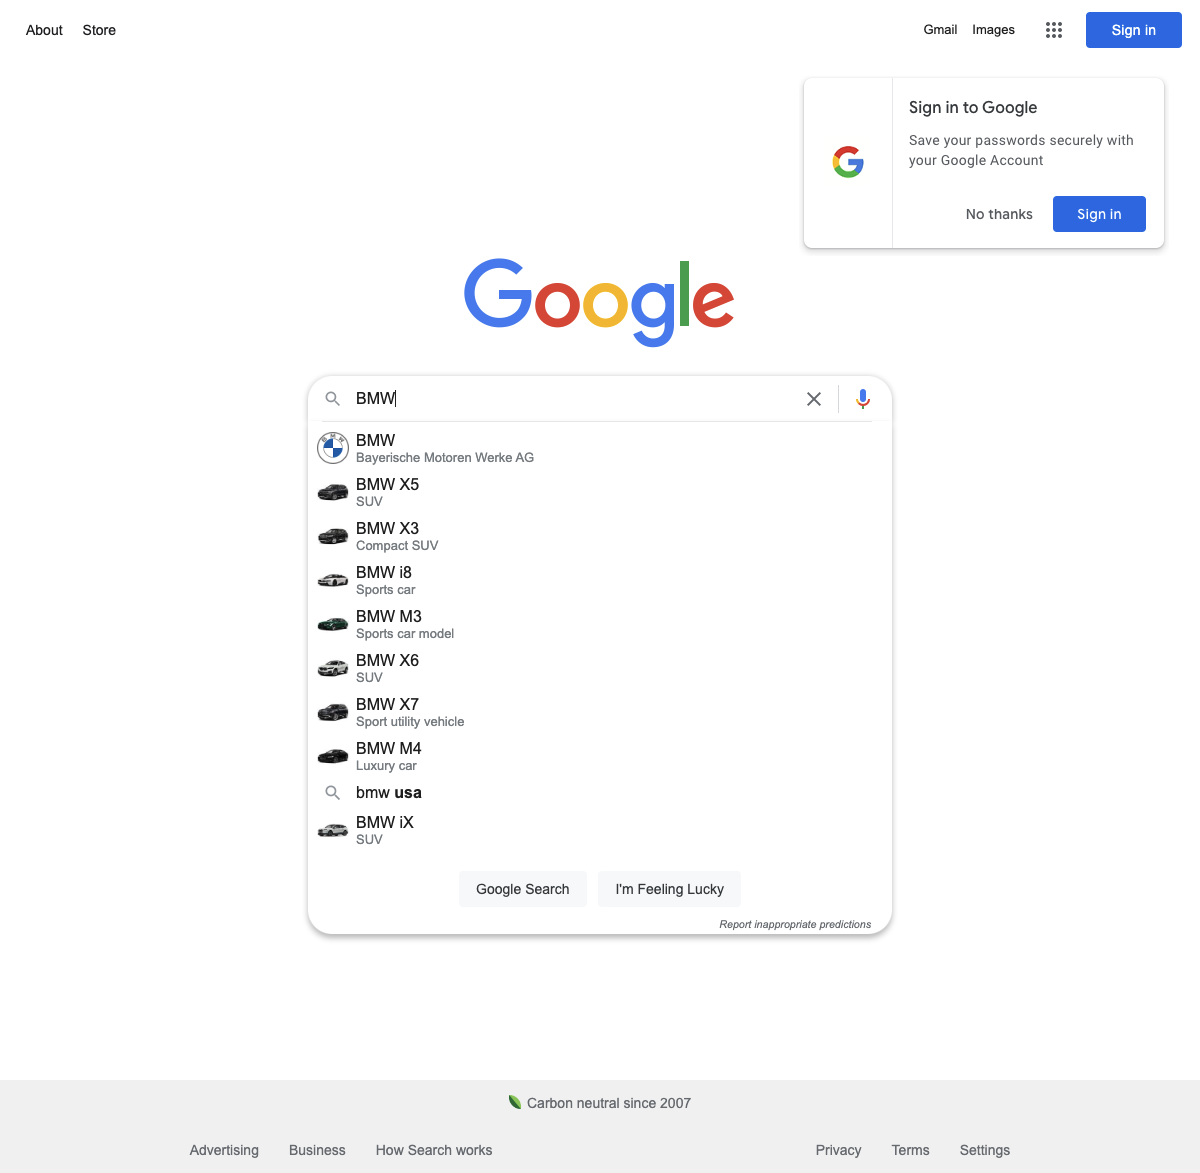 About Store
Gmail Images
Sign in
Sign in to Google
Save your passwords securely with
your Google Account
No thanks
Sign in
Google
BMW
BMW
Bayerische Motoren Werke AG
BMW X5
SUV
BMW X3
Compact SUV
BMW i8
Sports car
BMW M3
Sports car model
BMW X6
SUV
BMW X7
Sport utility vehicle
BMW M4
Luxury car
bmw usa
BMW iX
SUV
Google Search
I'm Feeling Lucky
Report inappropriate predictions
Carbon neutral since 2007
Advertising Business How Search works
Privacy Terms Settings